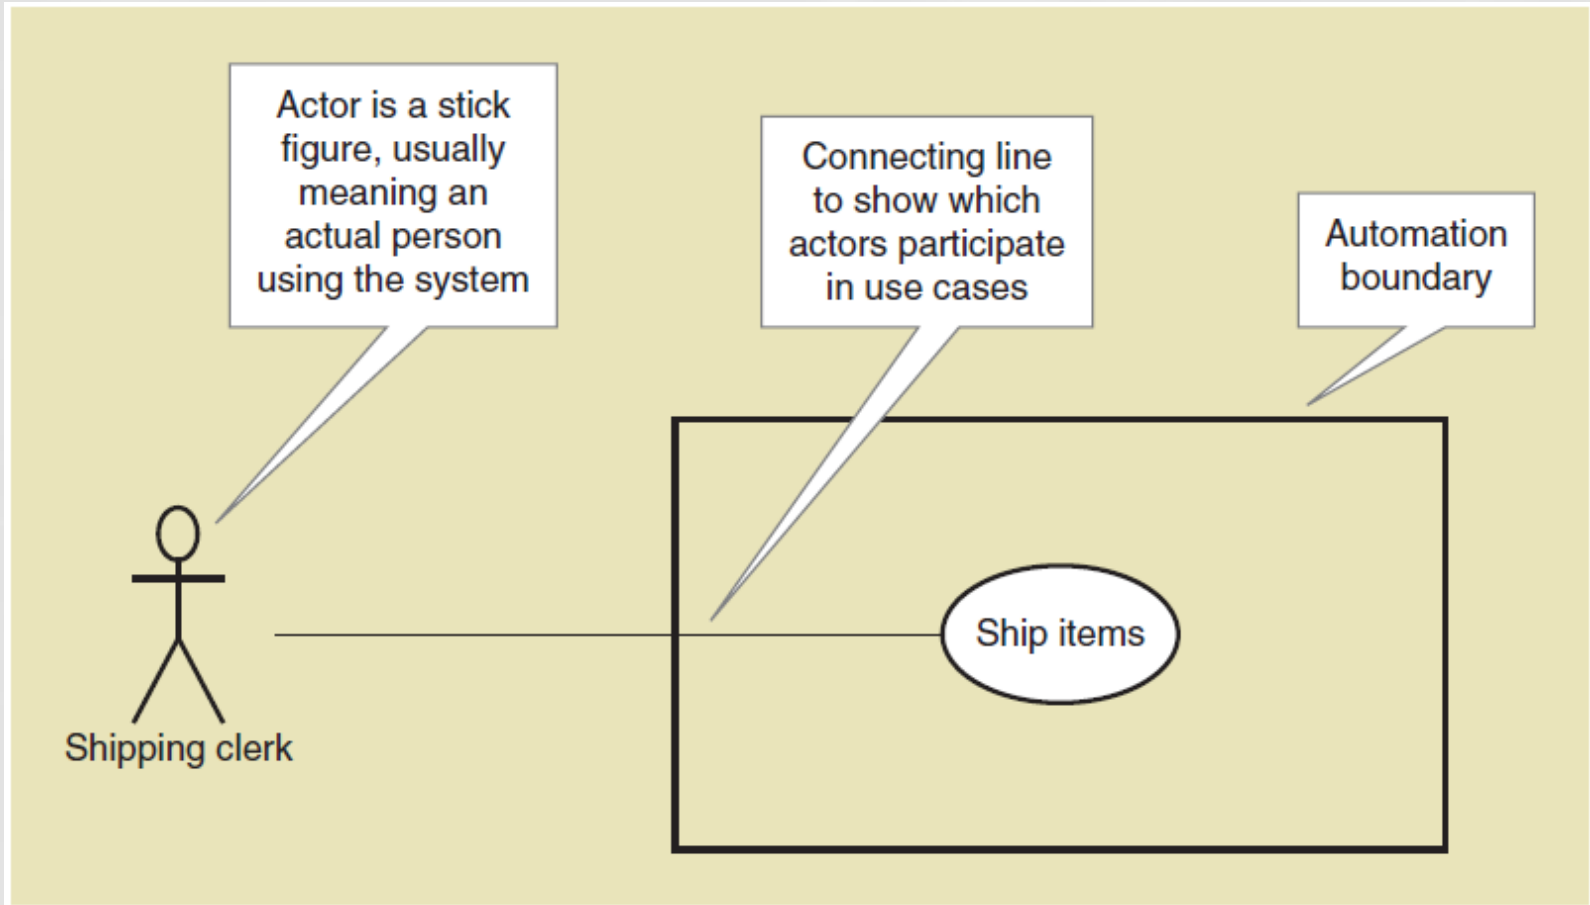 Actor is a stick
figure, usually
meaning an
actual person
using the system
Connecting line
to show which
actors participate
in use cases
Automation
boundary
Ship items
Shipping clerk